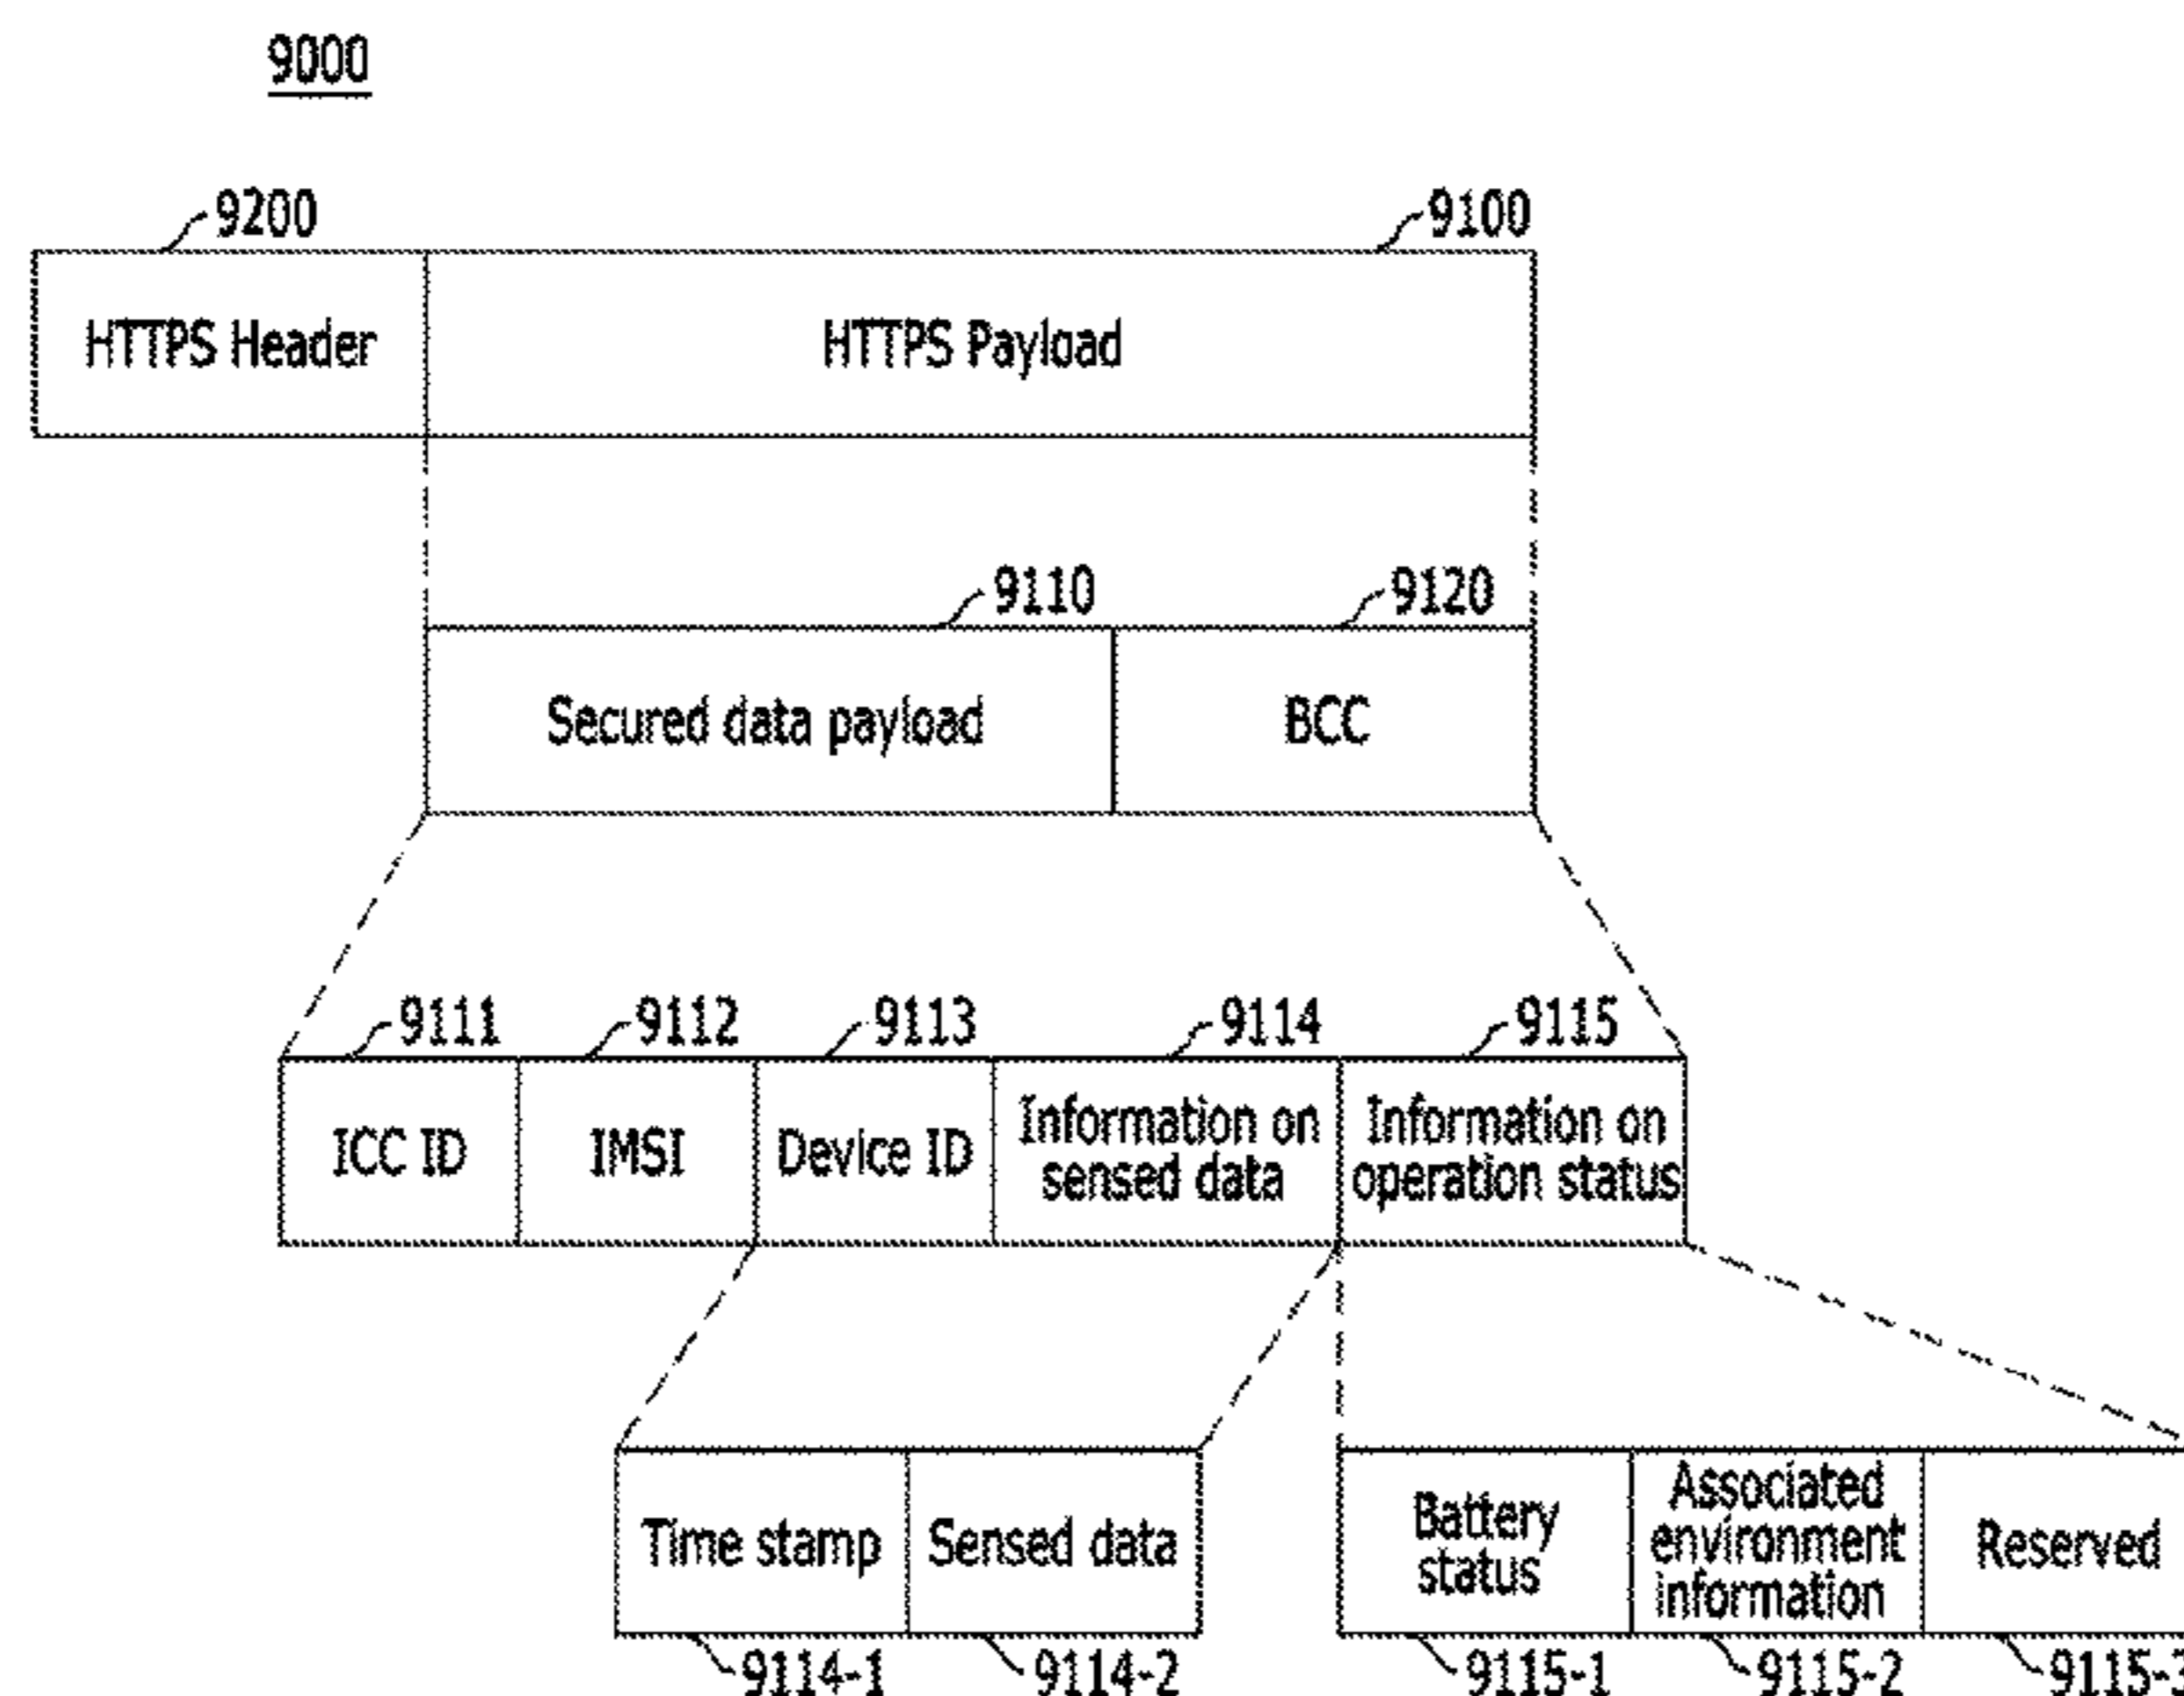 9000
9200
9100
HTTPS Header
HTTPS Payload
9110
9120
Secured data payload
BCC
9111
9112
9113
9114
9115
ICC ID
IMSI
Device ID
Information on
sensed data
Information on
operation status
Time stamp
Sensed data
Battery
status
Associated
environment
information
Reserved
9114-1
9114-2
9115-1
9115-2
9115-3